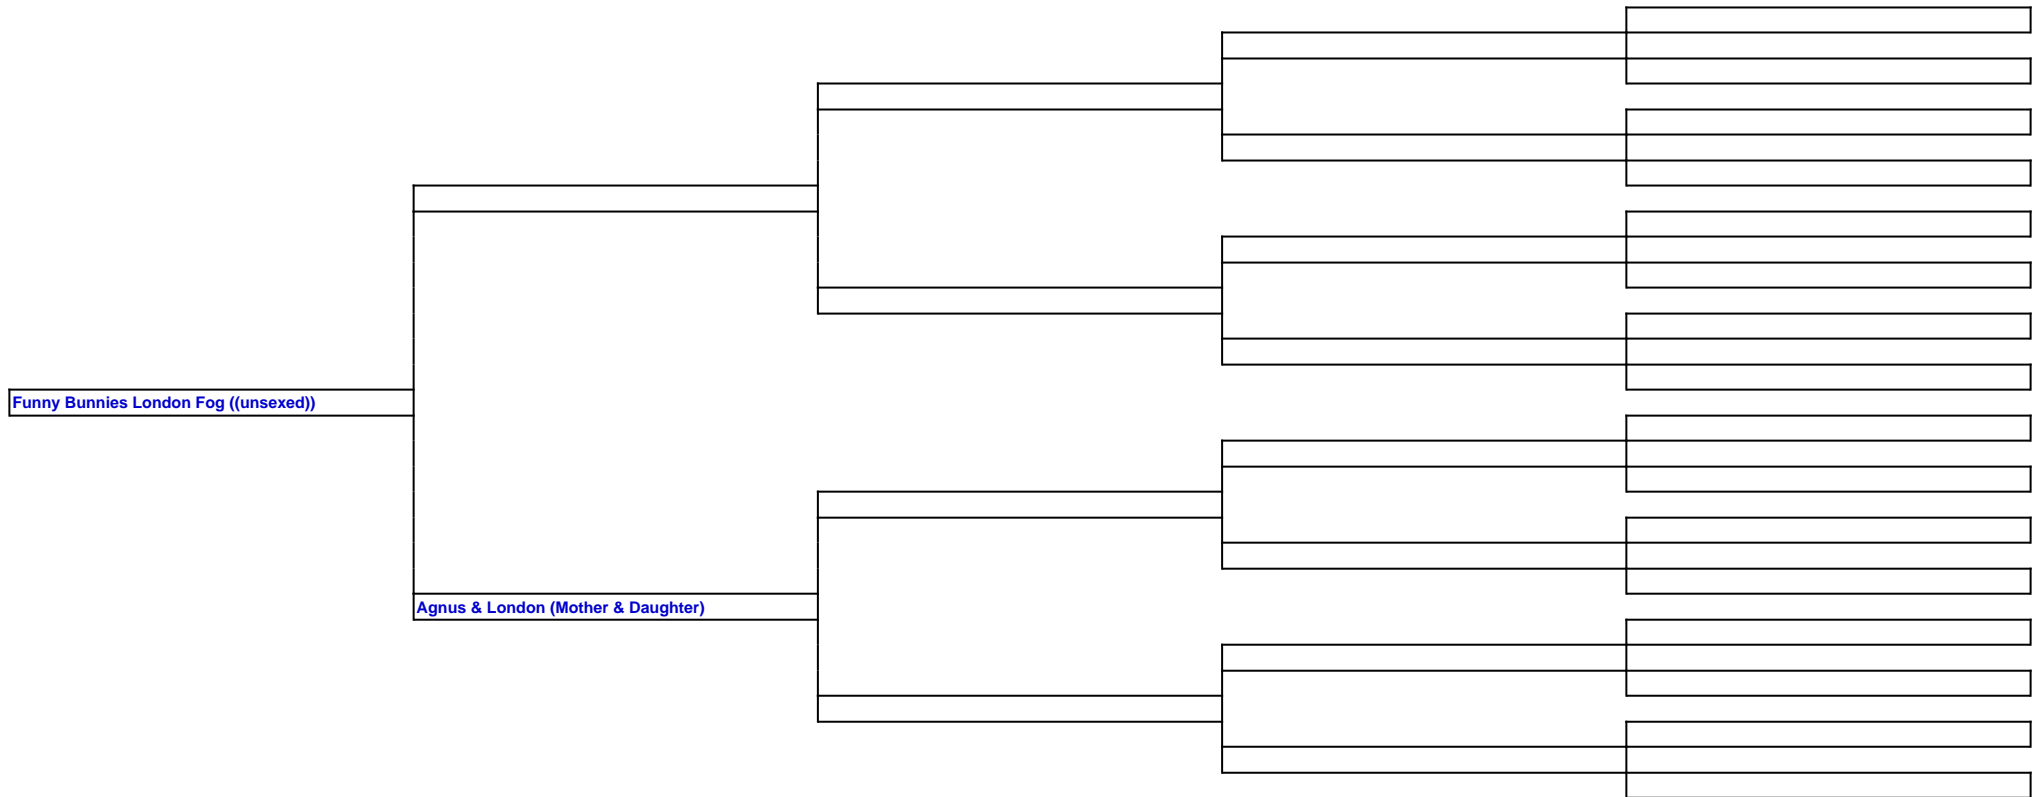 Funny Bunnies London Fog ((unsexed))
Agnus & London (Mother & Daughter)